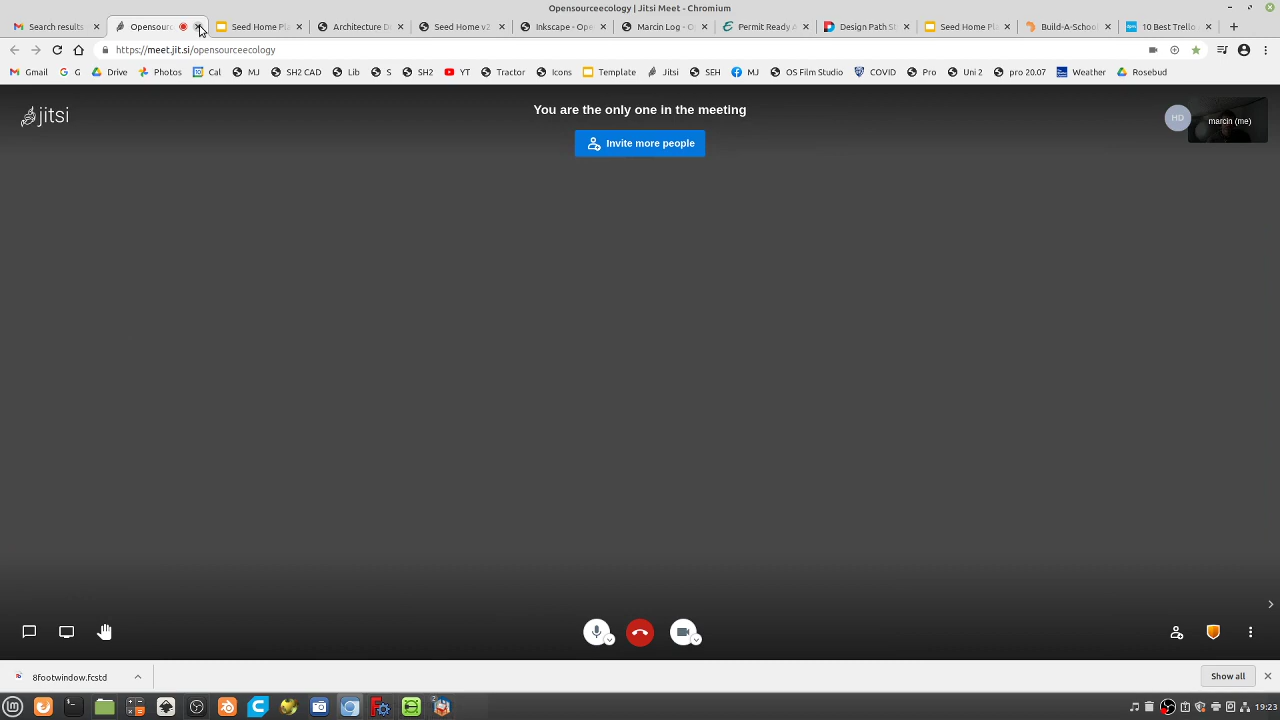 Opensourceecology | Jitsi Meet - Chromium
Search results
Opensourc
Seed Home Pla
Architecture D
Seed Home v2
Inkscape - Ope
Marcin Log - O
Permit Ready A
Design Path St
Seed Home Pl
Build-A-School
10 Best Trello
https://meet.jit.si/opensourceecology
Gmail G Drive Photos Cal MJ SH2 CAD Lib S SH2 YT Tractor Icons Template Jitsi SEH MJ OS Film Studio COVID Pro Uni 2 pro 20.07 Weather Rosebud
jitsi
You are the only one in the meeting
Invite more people
HD
marcin (me)
8footwindow.fcstd
Show all
19:23